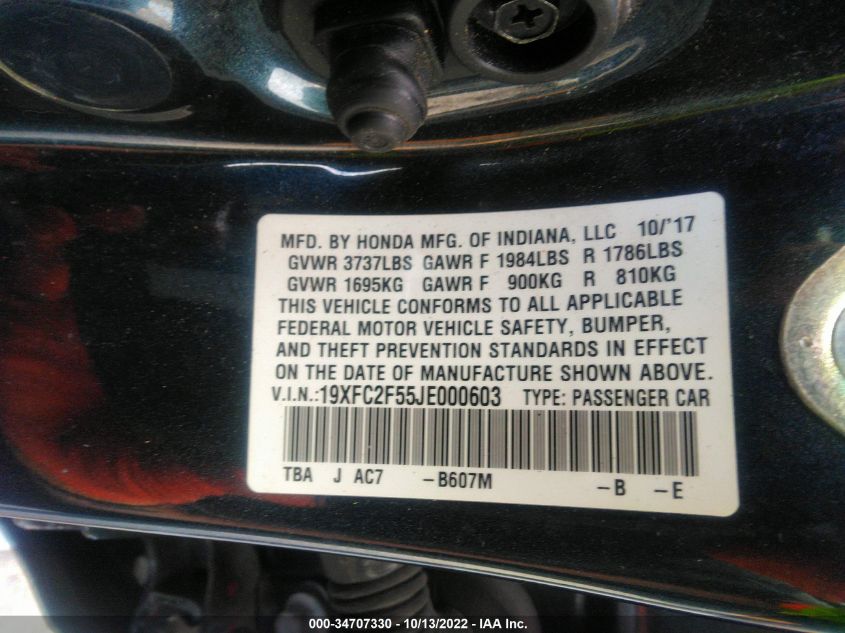 MFD. BY HONDA MFG. OF INDIANA, LLC 10/'17
GVWR 3737LBS GAWR F 1984LBS R 1786LBS
GVWR 1695KG GAWR F 900KG R 810KG
THIS VEHICLE CONFORMS TO ALL APPLICABLE
FEDERAL MOTOR VEHICLE SAFETY, BUMPER,
AND THEFT PREVENTION STANDARDS IN EFFECT
ON THE DATE OF MANUFACTURE SHOWN ABOVE.
V.I.N.:19XFC2F55JE000603 TYPE: PASSENGER CAR
TBA J AC7 -B607M -B -E
000-34707330 - 10/13/2022 - IAA Inc.